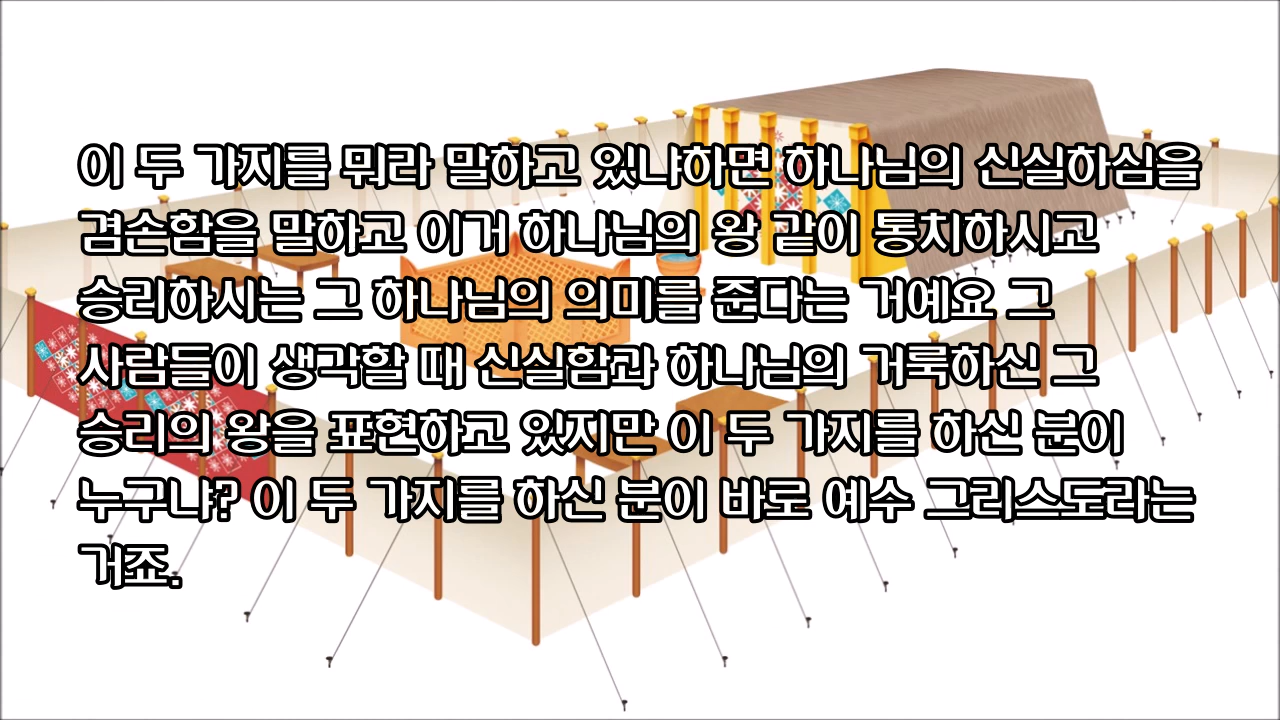 이 두 가지를 뭐라 말하고 있냐하면 하나님의 신실하심을
겸손함을 말하고 이거 하나님의 왕 같이 통치하시고
승리하시는 그 하나님의 의미를 준다는 거예요 그
사람들이 생각할 때 신실함과 하나님의 거룩하신 그
승리의 왕을 표현하고 있지만 이 두 가지를 하신 분이
누구냐? 이 두 가지를 하신 분이 바로 예수 그리스도라는
거죠.